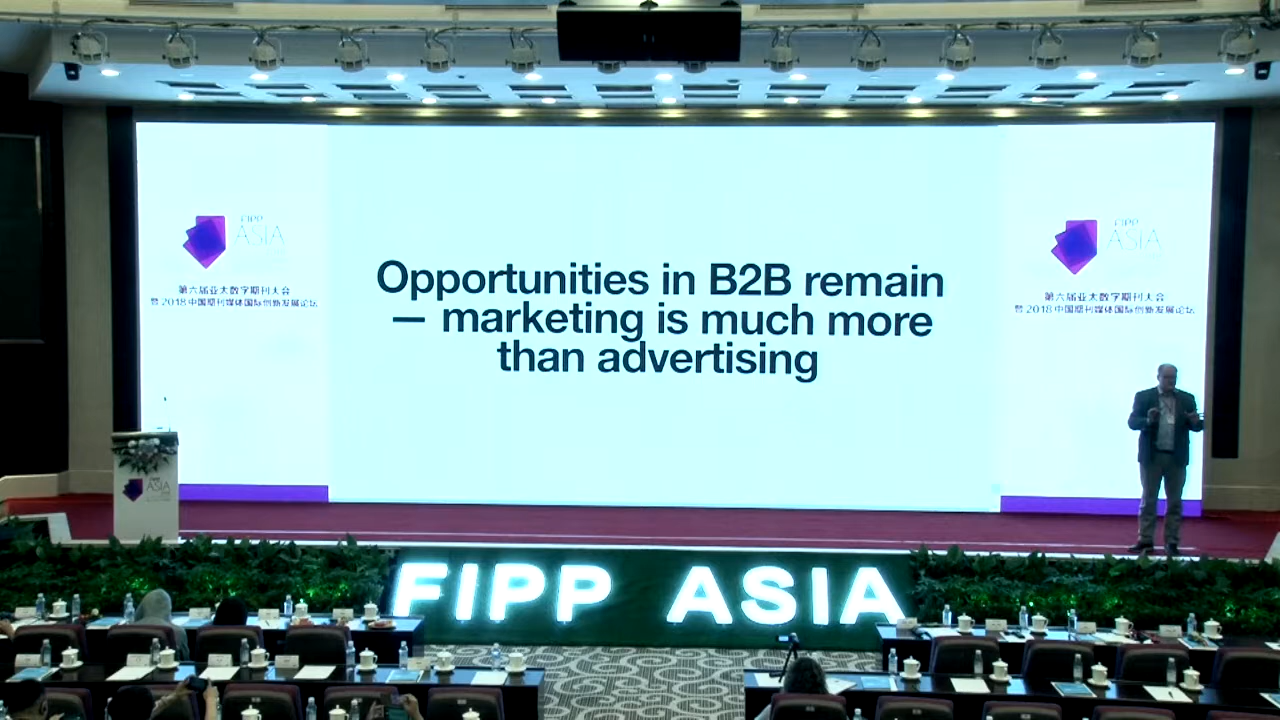 FIPP
ASIA
第六届亚太数字期刊大会
暨2018中国期刊媒体国际创新发展论坛
Opportunities in B2B remain
— marketing is much more
than advertising
FIPP
ASIA
第六届亚太数字期刊大会
暨2018中国期刊媒体国际创新发展论坛
ASIA
FIPP ASIA